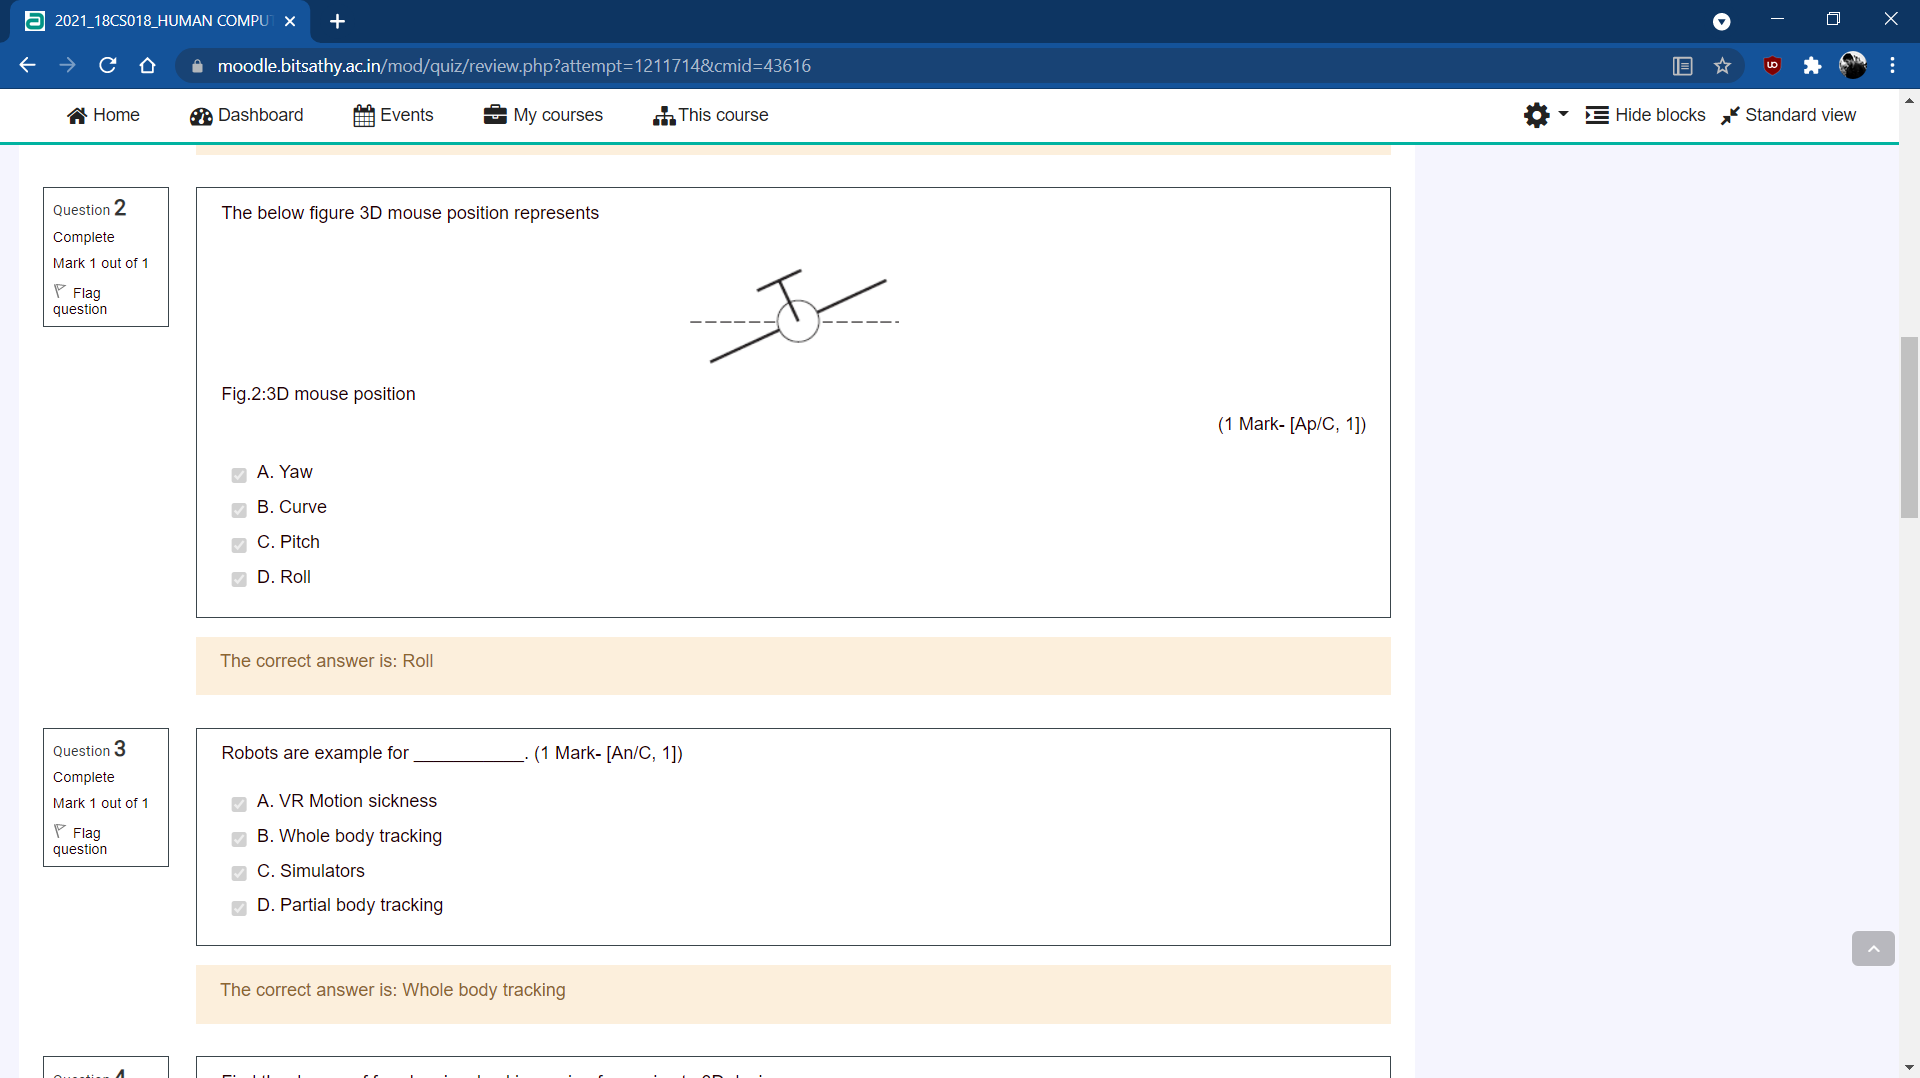 2021_18CS018_HUMAN COMPUT
moodle.bitsathy.ac.in/mod/quiz/review.php?attempt=1211714&cmid=43616
Home Dashboard Events My courses This course Hide blocks Standard view
Question 2
Complete
Mark 1 out of 1
Flag question
The below figure 3D mouse position represents
Fig.2:3D mouse position
(1 Mark- [Ap/C, 1])
A. Yaw
B. Curve
C. Pitch
D. Roll
The correct answer is: Roll
Question 3
Complete
Mark 1 out of 1
Flag question
Robots are example for ___________. (1 Mark- [An/C, 1])
A. VR Motion sickness
B. Whole body tracking
C. Simulators
D. Partial body tracking
The correct answer is: Whole body tracking
Question 4